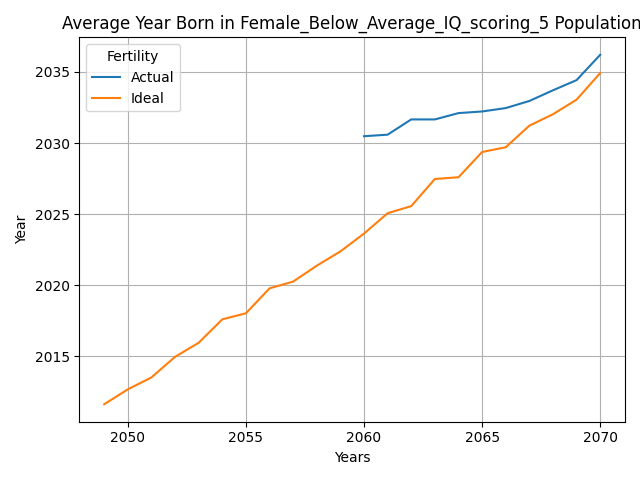 Average Year Born in Female_Below_Average_IQ_scoring_5 Population
Fertility
Actual
Ideal
2035
2030
2025
2020
2015
Year
2050 2055 2060 2065 2070
Years